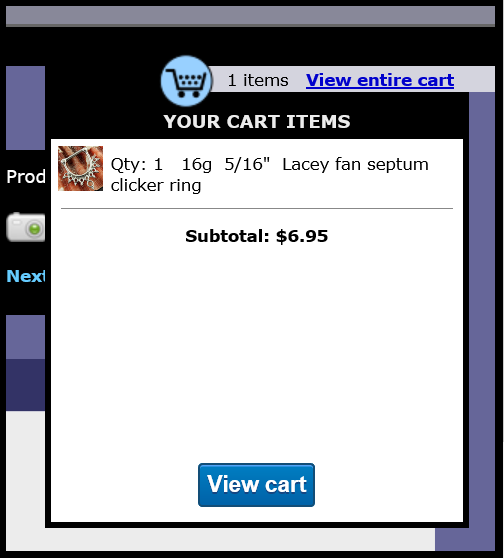 1 items View entire cart
YOUR CART ITEMS
Prod
Qty: 1 16g 5/16" Lacey fan septum
clicker ring
Subtotal: $6.95
Next
View cart